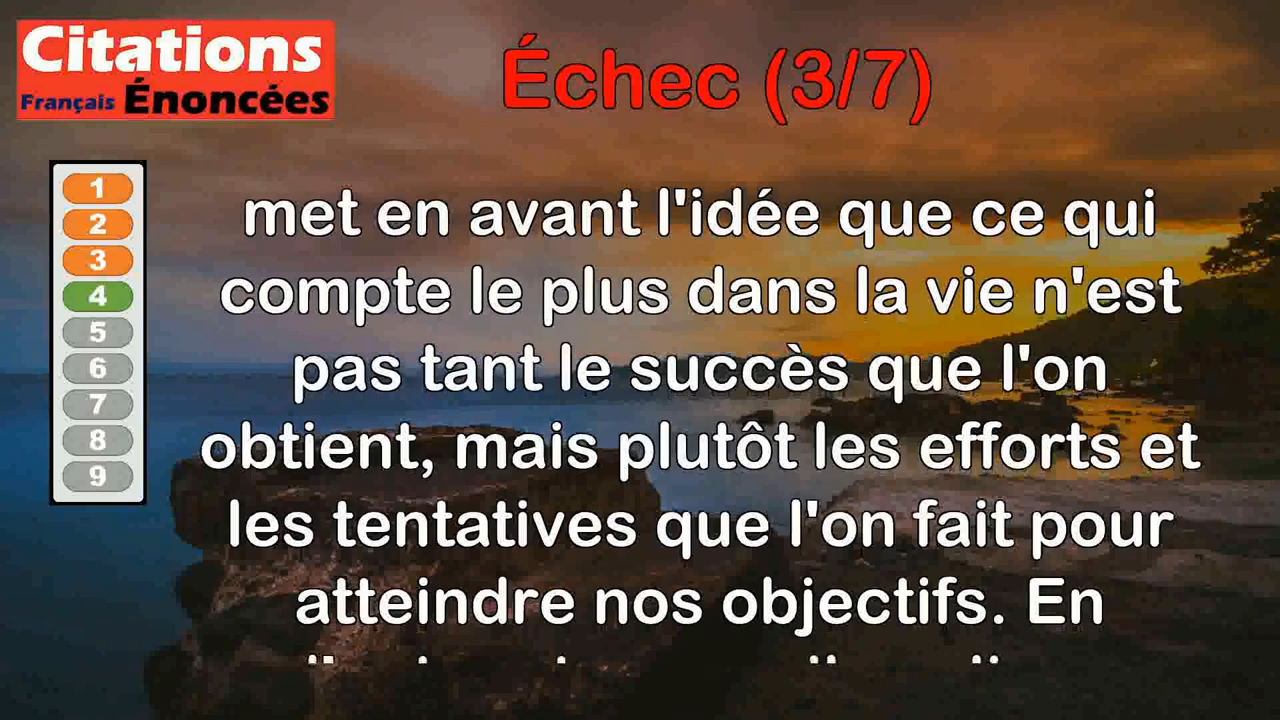 Citations
Français Énoncées
Échec (3/7)
1
2
3
4
5
6
7
8
9
met en avant l'idée que ce qui
compte le plus dans la vie n'est
pas tant le succès que l'on
obtient, mais plutôt les efforts et
les tentatives que l'on fait pour
atteindre nos objectifs. En